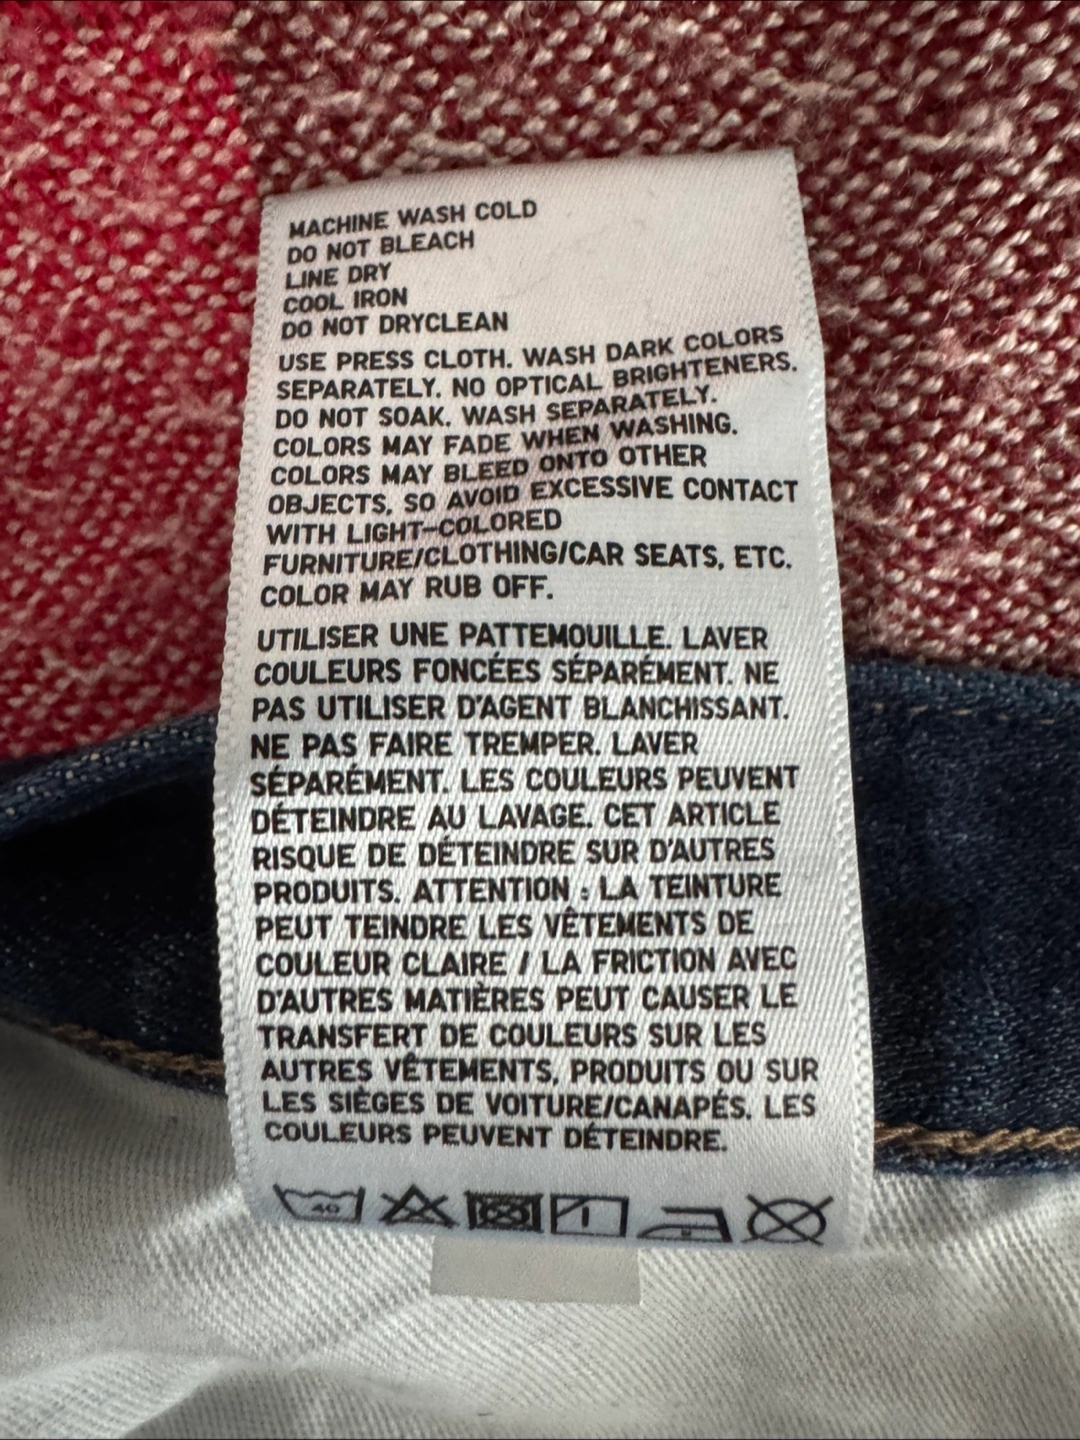 MACHINE WASH COLD
DO NOT BLEACH
LINE DRY
COOL IRON
DO NOT DRYCLEAN
USE PRESS CLOTH. WASH DARK COLORS
SEPARATELY. NO OPTICAL BRIGHTENERS.
DO NOT SOAK. WASH SEPARATELY.
COLORS MAY FADE WHEN WASHING.
COLORS MAY BLEED ONTO OTHER
OBJECTS, SO AVOID EXCESSIVE CONTACT
WITH LIGHT-COLORED
FURNITURE/CLOTHING/CAR SEATS, ETC.
COLOR MAY RUB OFF.
UTILISER UNE PATTEMOUILLE. LAVER
COULEURS FONCÉES SÉPARÉMENT. NE
PAS UTILISER D'AGENT BLANCHISSANT.
NE PAS FAIRE TREMPER. LAVER
SÉPARÉMENT. LES COULEURS PEUVENT
DÉTEINDRE AU LAVAGE. CET ARTICLE
RISQUE DE DÉTEINDRE SUR D'AUTRES
PRODUITS. ATTENTION : LA TEINTURE
PEUT TEINDRE LES VÊTEMENTS DE
COULEUR CLAIRE / LA FRICTION AVEC
D'AUTRES MATIÈRES PEUT CAUSER LE
TRANSFERT DE COULEURS SUR LES
AUTRES VÊTEMENTS, PRODUITS OU SUR
LES SIÈGES DE VOITURE/CANAPÉS. LES
COULEURS PEUVENT DÉTEINDRE.
40